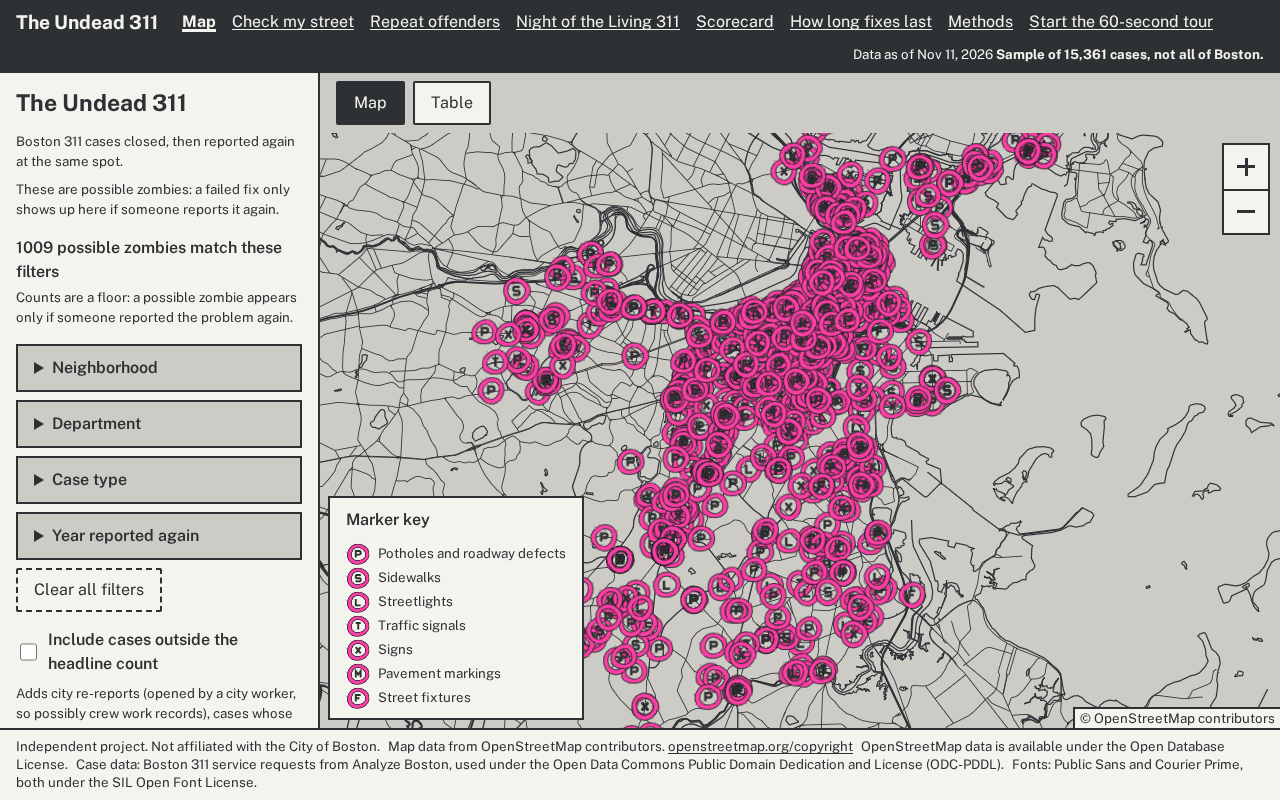 The Undead 311 Map Check my street Repeat offenders Night of the Living 311 Scorecard How long fixes last Methods Start the 60-second tour
Data as of Nov 11, 2026 Sample of 15,361 cases, not all of Boston.
The Undead 311
Boston 311 cases closed, then reported again
at the same spot.
These are possible zombies: a failed fix only
shows up here if someone reports it again.
1009 possible zombies match these
filters
Counts are a floor: a possible zombie appears
only if someone reported the problem again.
Neighborhood
Department
Case type
Year reported again
Clear all filters
Include cases outside the
headline count
Adds city re-reports (opened by a city worker,
so possibly crew work records), cases whose
Map Table
+
−
Marker key
P Potholes and roadway defects
S Sidewalks
L Streetlights
T Traffic signals
X Signs
M Pavement markings
F Street fixtures
© OpenStreetMap contributors
Independent project. Not affiliated with the City of Boston. Map data from OpenStreetMap contributors. openstreetmap.org/copyright OpenStreetMap data is available under the Open Database
License. Case data: Boston 311 service requests from Analyze Boston, used under the Open Data Commons Public Domain Dedication and License (ODC-PDDL). Fonts: Public Sans and Courier Prime,
both under the SIL Open Font License.